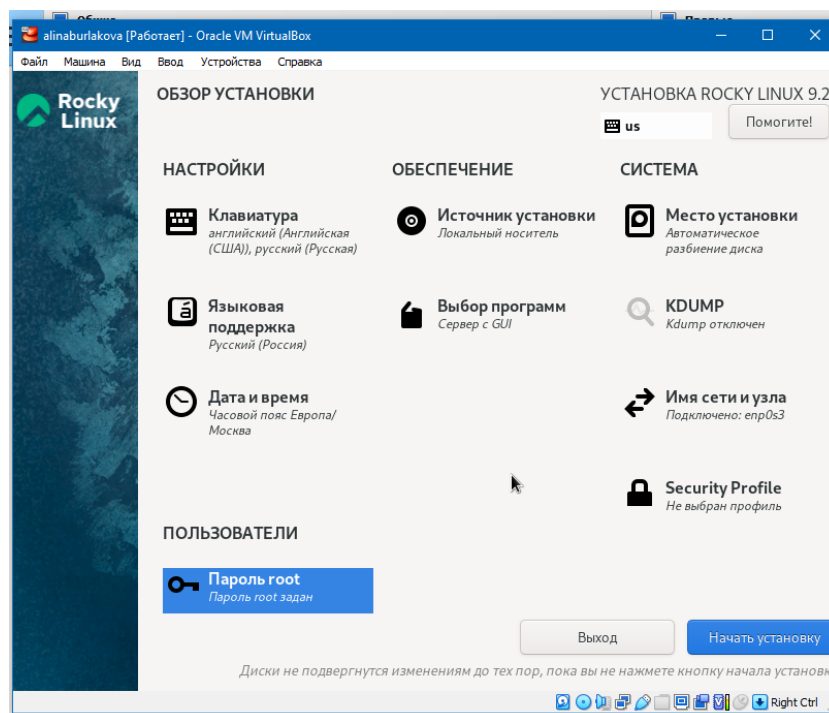 alinaburlakova [Работает] - Oracle VM VirtualBox
Файл Машина Вид Ввод Устройства Справка
Rocky
Linux
ОБЗОР УСТАНОВКИ
УСТАНОВКА ROCKY LINUX 9.2
us
Помогите!
НАСТРОЙКИ
Клавиатура
английский (Английская
(США)), русский (Русская)
Языковая
поддержка
Русский (Россия)
Дата и время
Часовой пояс Европа/
Москва
ОБЕСПЕЧЕНИЕ
Источник установки
Локальный носитель
Выбор программ
Сервер с GUI
СИСТЕМА
Место установки
Автоматическое
разбиение диска
KDUMP
Kdump отключен
Имя сети и узла
Подключено: enp0s3
Security Profile
Не выбран профиль
ПОЛЬЗОВАТЕЛИ
Пароль root
Пароль root задан
Выход
Начать установку
Диски не подвергнутся изменениям до тех пор, пока вы не нажмете кнопку начала установк
Right Ctrl